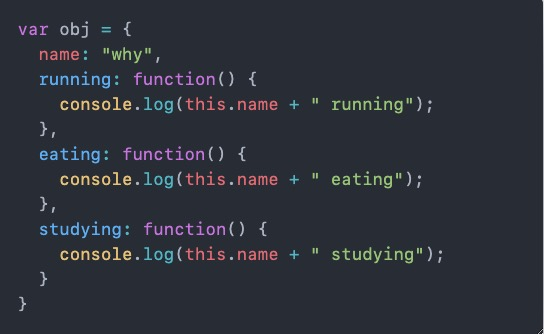 var obj = {
  name: "why",
  running: function() {
    console.log(this.name + " running");
  },
  eating: function() {
    console.log(this.name + " eating");
  },
  studying: function() {
    console.log(this.name + " studying");
  }
}